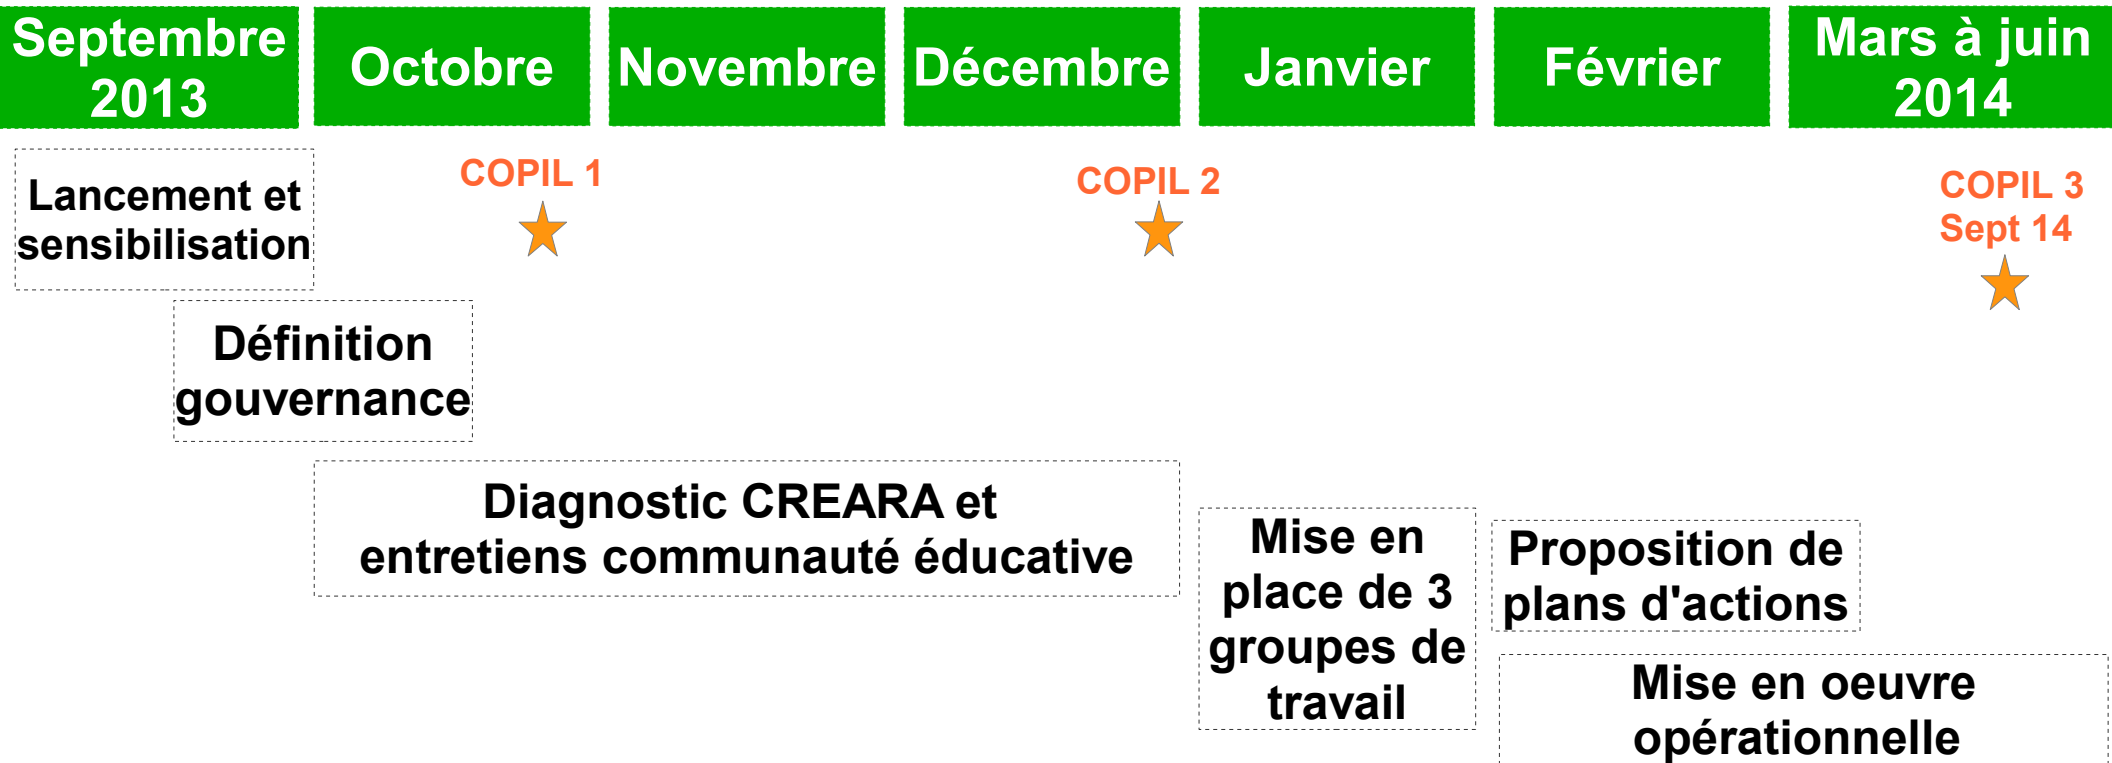 Septembre
2013
Octobre
Novembre
Décembre
Janvier
Février
Mars à juin
2014
Lancement et
sensibilisation
COPIL 1
COPIL 2
COPIL 3
Sept 14
Définition
gouvernance
Diagnostic CREARA et
entretiens communauté éducative
Mise en
place de 3
groupes de
travail
Proposition de
plans d'actions
Mise en oeuvre
opérationnelle